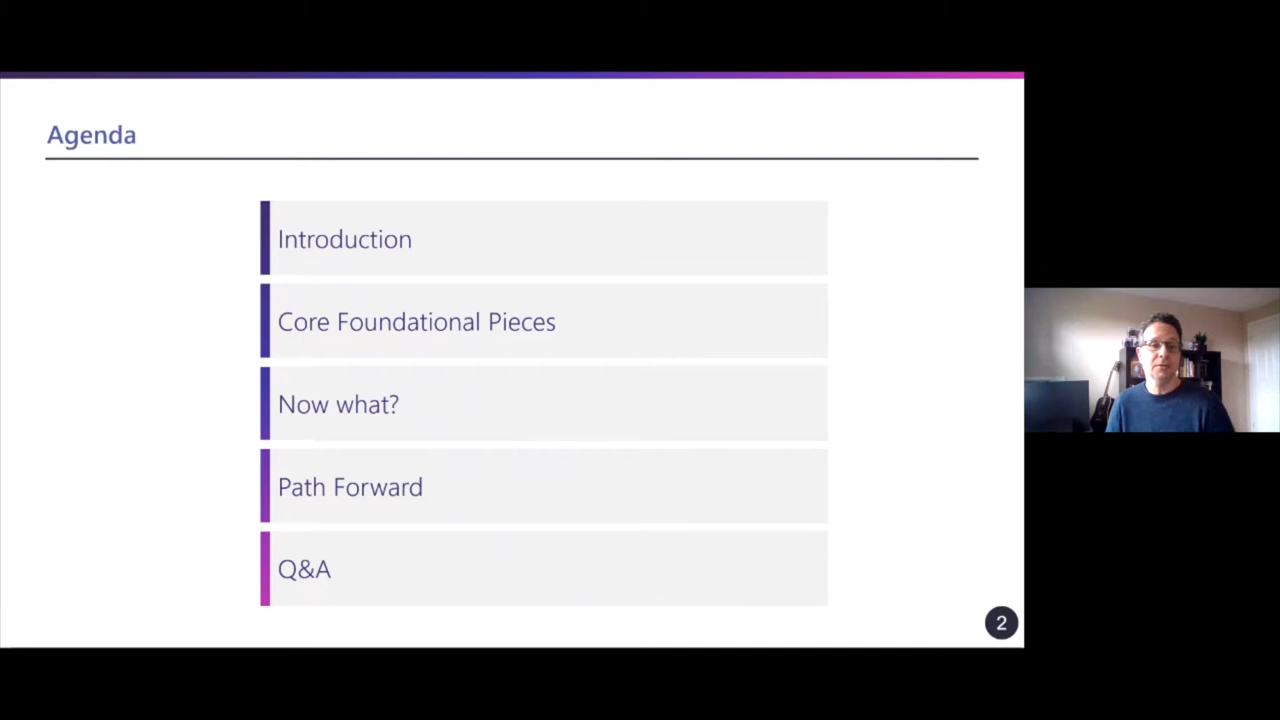 Agenda
Introduction
Core Foundational Pieces
Now what?
Path Forward
Q&A
2